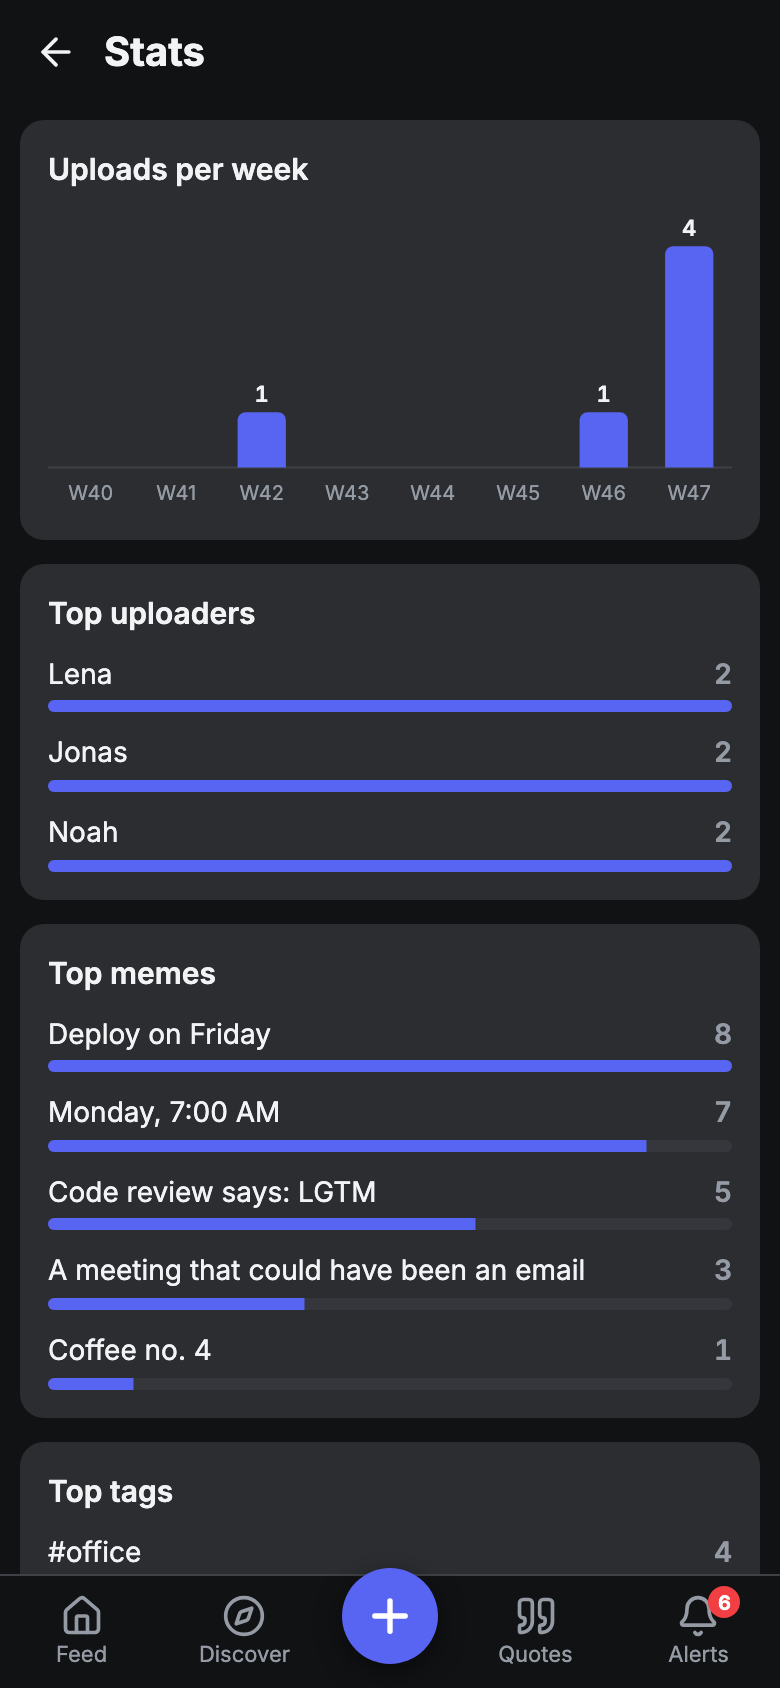 Stats
Uploads per week
4
1 1
W40 W41 W42 W43 W44 W45 W46 W47
Top uploaders
Lena 2
Jonas 2
Noah 2
Top memes
Deploy on Friday 8
Monday, 7:00 AM 7
Code review says: LGTM 5
A meeting that could have been an email 3
Coffee no. 4 1
Top tags
#office 4
6
Feed Discover Quotes Alerts